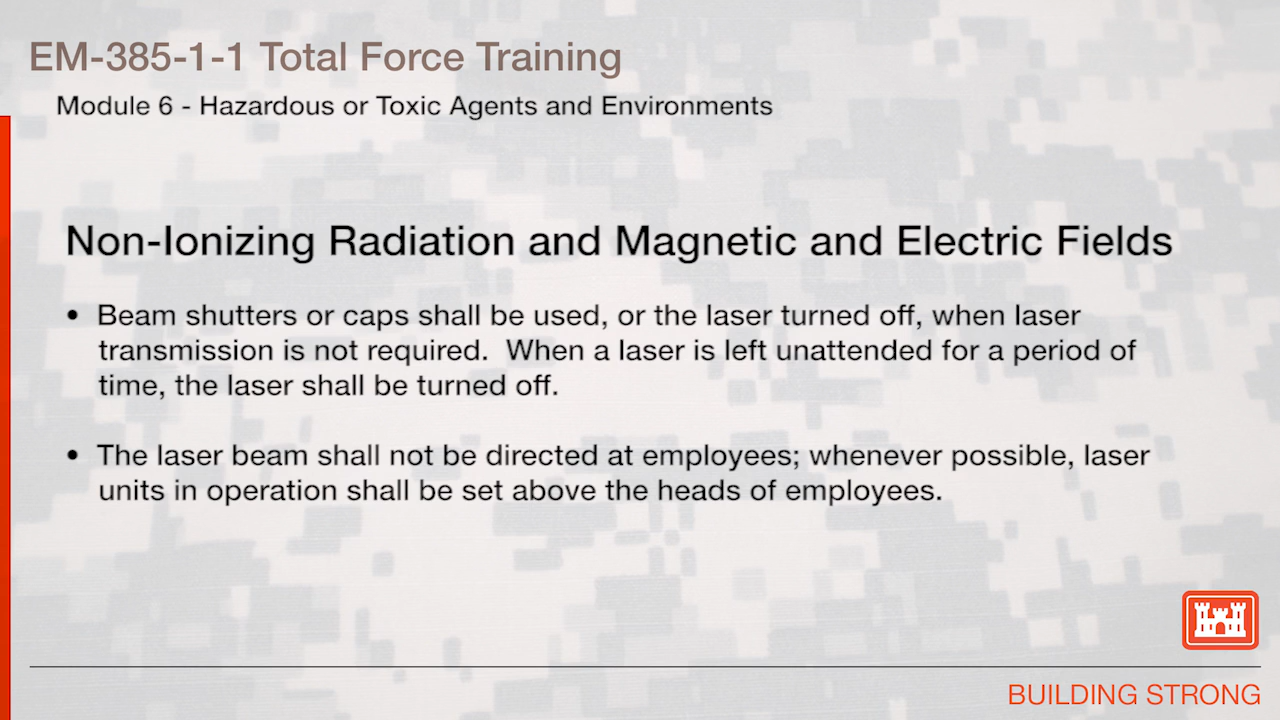 EM-385-1-1 Total Force Training
Module 6 - Hazardous or Toxic Agents and Environments
Non-Ionizing Radiation and Magnetic and Electric Fields
• Beam shutters or caps shall be used, or the laser turned off, when laser
transmission is not required.  When a laser is left unattended for a period of
time, the laser shall be turned off.
• The laser beam shall not be directed at employees; whenever possible, laser
units in operation shall be set above the heads of employees.
BUILDING STRONG